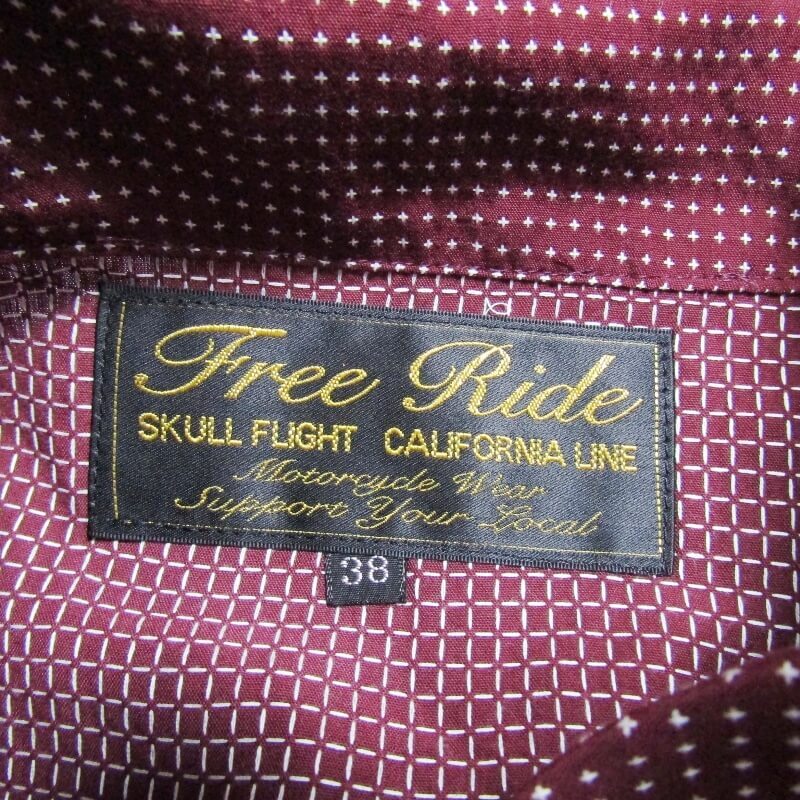 Free Ride
SKULL FLIGHT CALIFORNIA LINE
Motorcycle Wear
Support Your Local
38